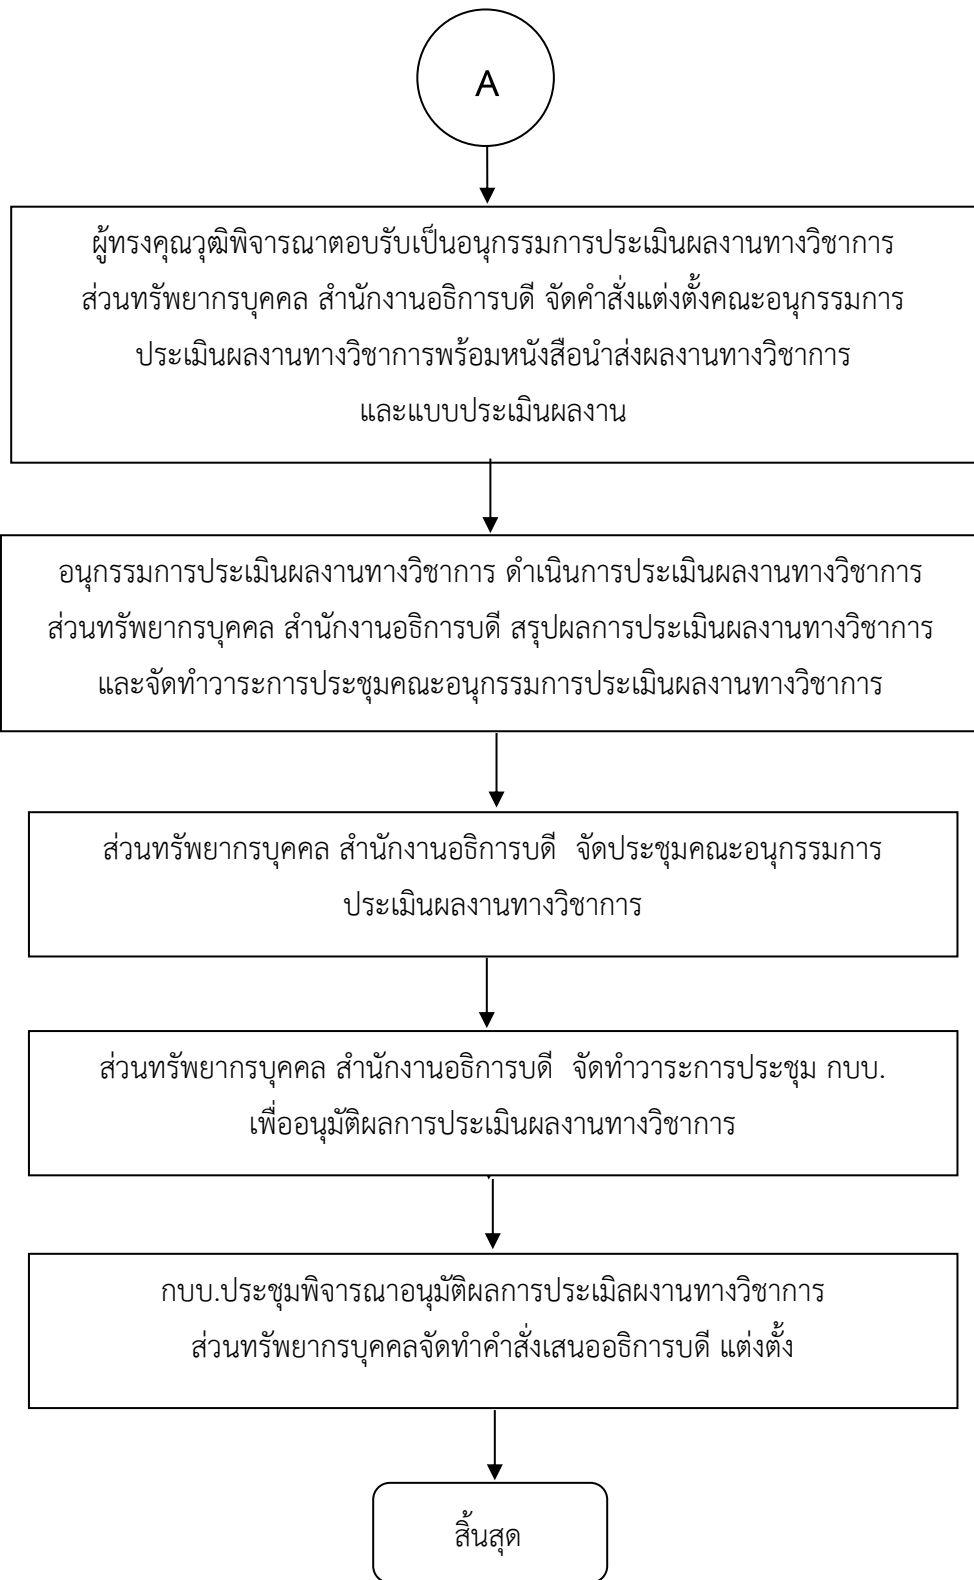 A
ผู้ทรงคุณวุฒิพิจารณาตอบรับเป็นอนุกรรมการประเมินผลงานทางวิชาการ
ส่วนทรัพยากรบุคคล สำนักงานอธิการบดี จัดคำสั่งแต่งตั้งคณะอนุกรรมการ
ประเมินผลงานทางวิชาการพร้อมหนังสือนำส่งผลงานทางวิชาการ
และแบบประเมินผลงาน
อนุกรรมการประเมินผลงานทางวิชาการ ดำเนินการประเมินผลงานทางวิชาการ
ส่วนทรัพยากรบุคคล สำนักงานอธิการบดี สรุปผลการประเมินผลงานทางวิชาการ
และจัดทำวาระการประชุมคณะอนุกรรมการประเมินผลงานทางวิชาการ
ส่วนทรัพยากรบุคคล สำนักงานอธิการบดี จัดประชุมคณะอนุกรรมการ
ประเมินผลงานทางวิชาการ
ส่วนทรัพยากรบุคคล สำนักงานอธิการบดี จัดทำวาระการประชุม กบบ.
เพื่ออนุมัติผลการประเมินผลงานทางวิชาการ
กบบ.ประชุมพิจารณาอนุมัติผลการประเมิลผงานทางวิชาการ
ส่วนทรัพยากรบุคคลจัดทำคำสั่งเสนออธิการบดี แต่งตั้ง
สิ้นสุด